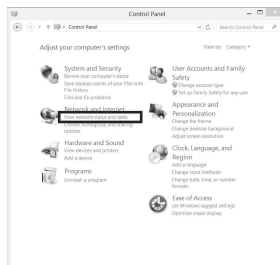 Control Panel
Control Panel
Search Control Panel
Adjust your computer's settings
View by: Category
System and Security
Review your computer's status
Save backup copies of your files with
File History
Find and fix problems
Network and Internet
View network status and tasks
Choose homegroup and sharing
options
Hardware and Sound
View devices and printers
Add a device
Programs
Uninstall a program
User Accounts and Family
Safety
Change account type
Set up Family Safety for any user
Appearance and
Personalization
Change the theme
Change desktop background
Adjust screen resolution
Clock, Language, and
Region
Add a language
Change input methods
Change date, time, or number
formats
Ease of Access
Let Windows suggest settings
Optimize visual display